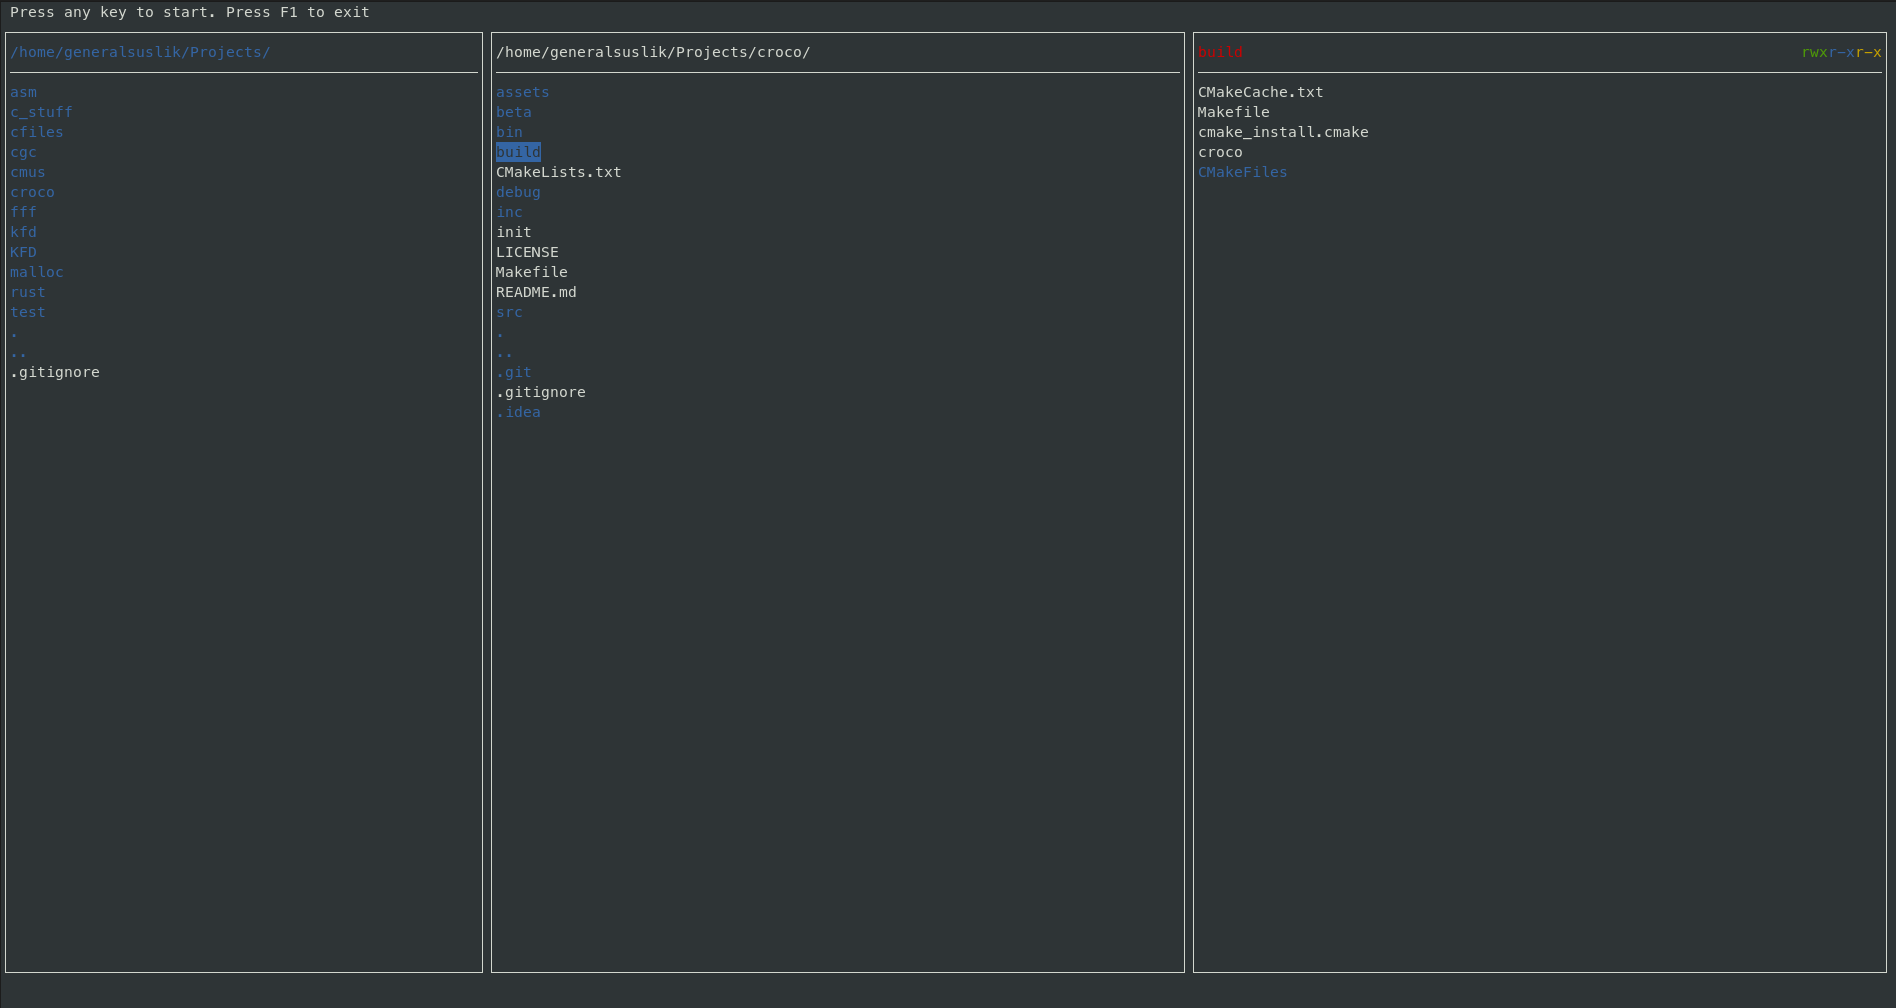 Press any key to start. Press F1 to exit
/home/generalsuslik/Projects/
asm
c_stuff
cfiles
cgc
cmus
croco
fff
kfd
KFD
malloc
rust
test
.
..
.gitignore
/home/generalsuslik/Projects/croco/
assets
beta
bin
build
CMakeLists.txt
debug
inc
init
LICENSE
Makefile
README.md
src
.
..
.git
.gitignore
.idea
build rwxr-xr-x
CMakeCache.txt
Makefile
cmake_install.cmake
croco
CMakeFiles